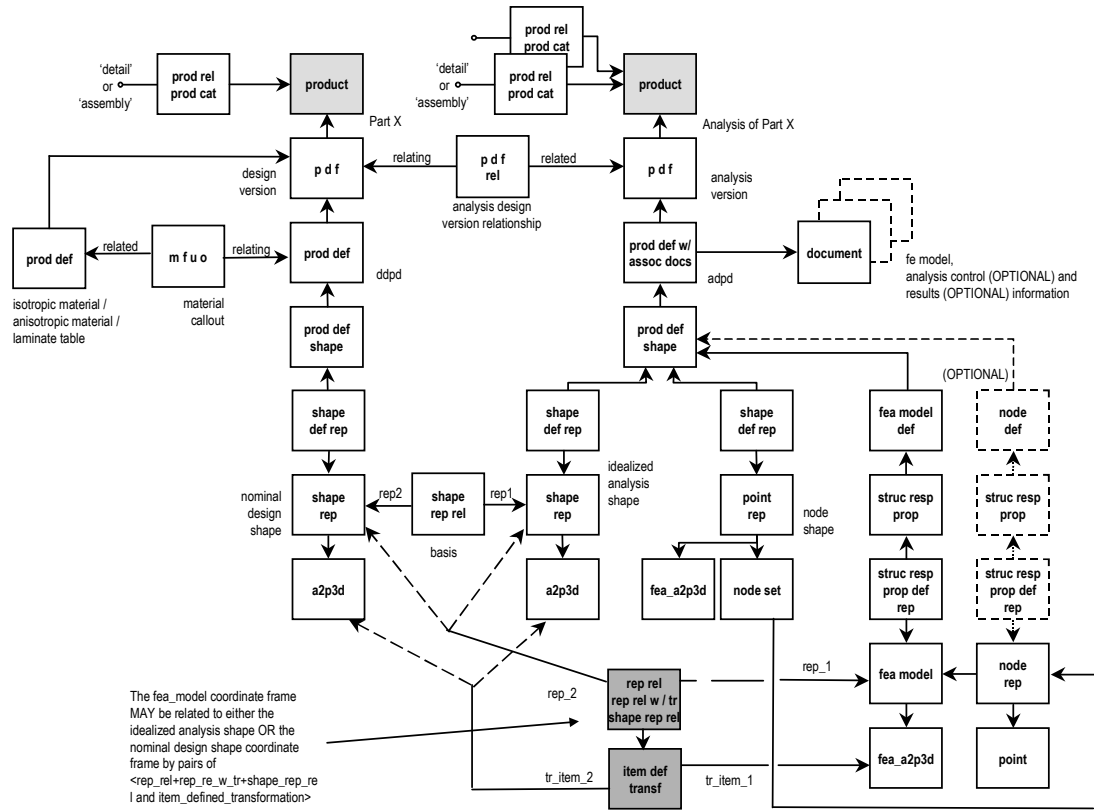 prod rel
prod cat
‘detail’
or
‘assembly’
prod rel
prod cat
product
‘detail’
or
‘assembly’
prod rel
prod cat
product
Part X
Analysis of Part X
design
version
p d f
relating
p d f
rel
related
p d f
analysis
version
analysis design
version relationship
prod def
related
m f u o
relating
prod def
ddpd
prod def w/
assoc docs
adpd
document
fe model,
analysis control (OPTIONAL) and
results (OPTIONAL) information
isotropic material /
anisotropic material /
laminate table
material
callout
prod def
shape
prod def
shape
(OPTIONAL)
shape
def rep
shape
def rep
shape
def rep
fea model
def
node
def
nominal
design
shape
shape
rep
rep2
shape
rep rel
rep1
shape
rep
idealized
analysis
shape
point
rep
node
shape
struc resp
prop
struc resp
prop
basis
a2p3d
a2p3d
fea_a2p3d
node set
struc resp
prop def
rep
struc resp
prop def
rep
The fea_model coordinate frame
MAY be related to either the
idealized analysis shape OR the
nominal design shape coordinate
frame by pairs of
<rep_rel+rep_re_w_tr+shape_rep_re
l and item_defined_transformation>
rep_2
rep rel
rep rel w / tr
shape rep rel
rep_1
fea model
node
rep
tr_item_2
item def
transf
tr_item_1
fea_a2p3d
point